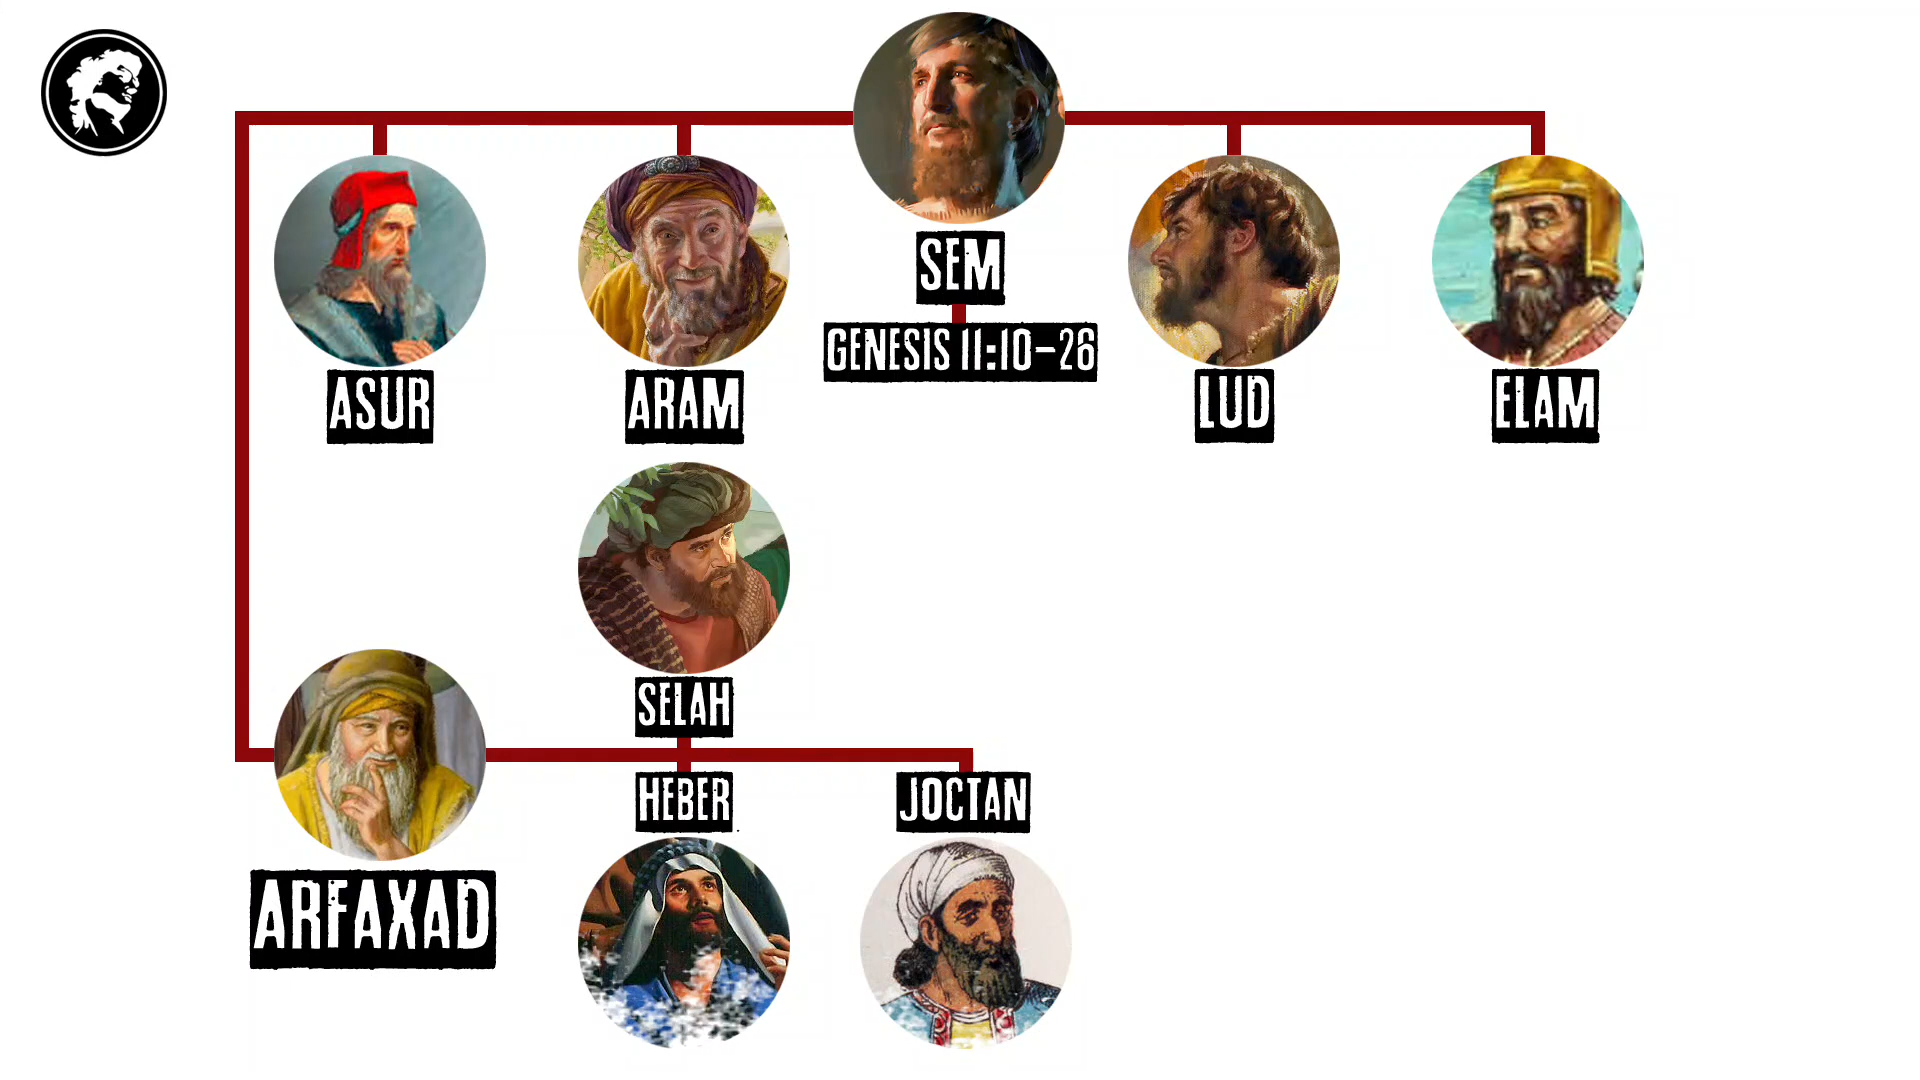 SEM
GENESIS 11:10-26
ASUR
ARAM
LUD
ELAM
SELAH
HEBER
JOCTAN
ARFAXAD